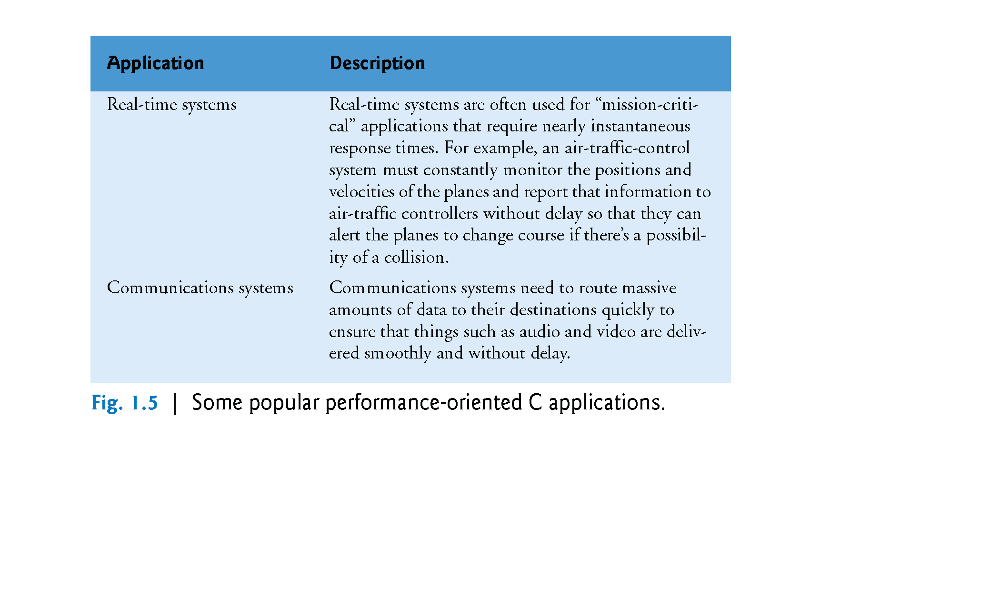 Application Description
Real-time systems Real-time systems are often used for “mission-criti-
cal” applications that require nearly instantaneous
response times. For example, an air-traffic-control
system must constantly monitor the positions and
velocities of the planes and report that information to
air-traffic controllers without delay so that they can
alert the planes to change course if there’s a possibil-
ity of a collision.
Communications systems Communications systems need to route massive
amounts of data to their destinations quickly to
ensure that things such as audio and video are deliv-
ered smoothly and without delay.
Fig. 1.5 | Some popular performance-oriented C applications.